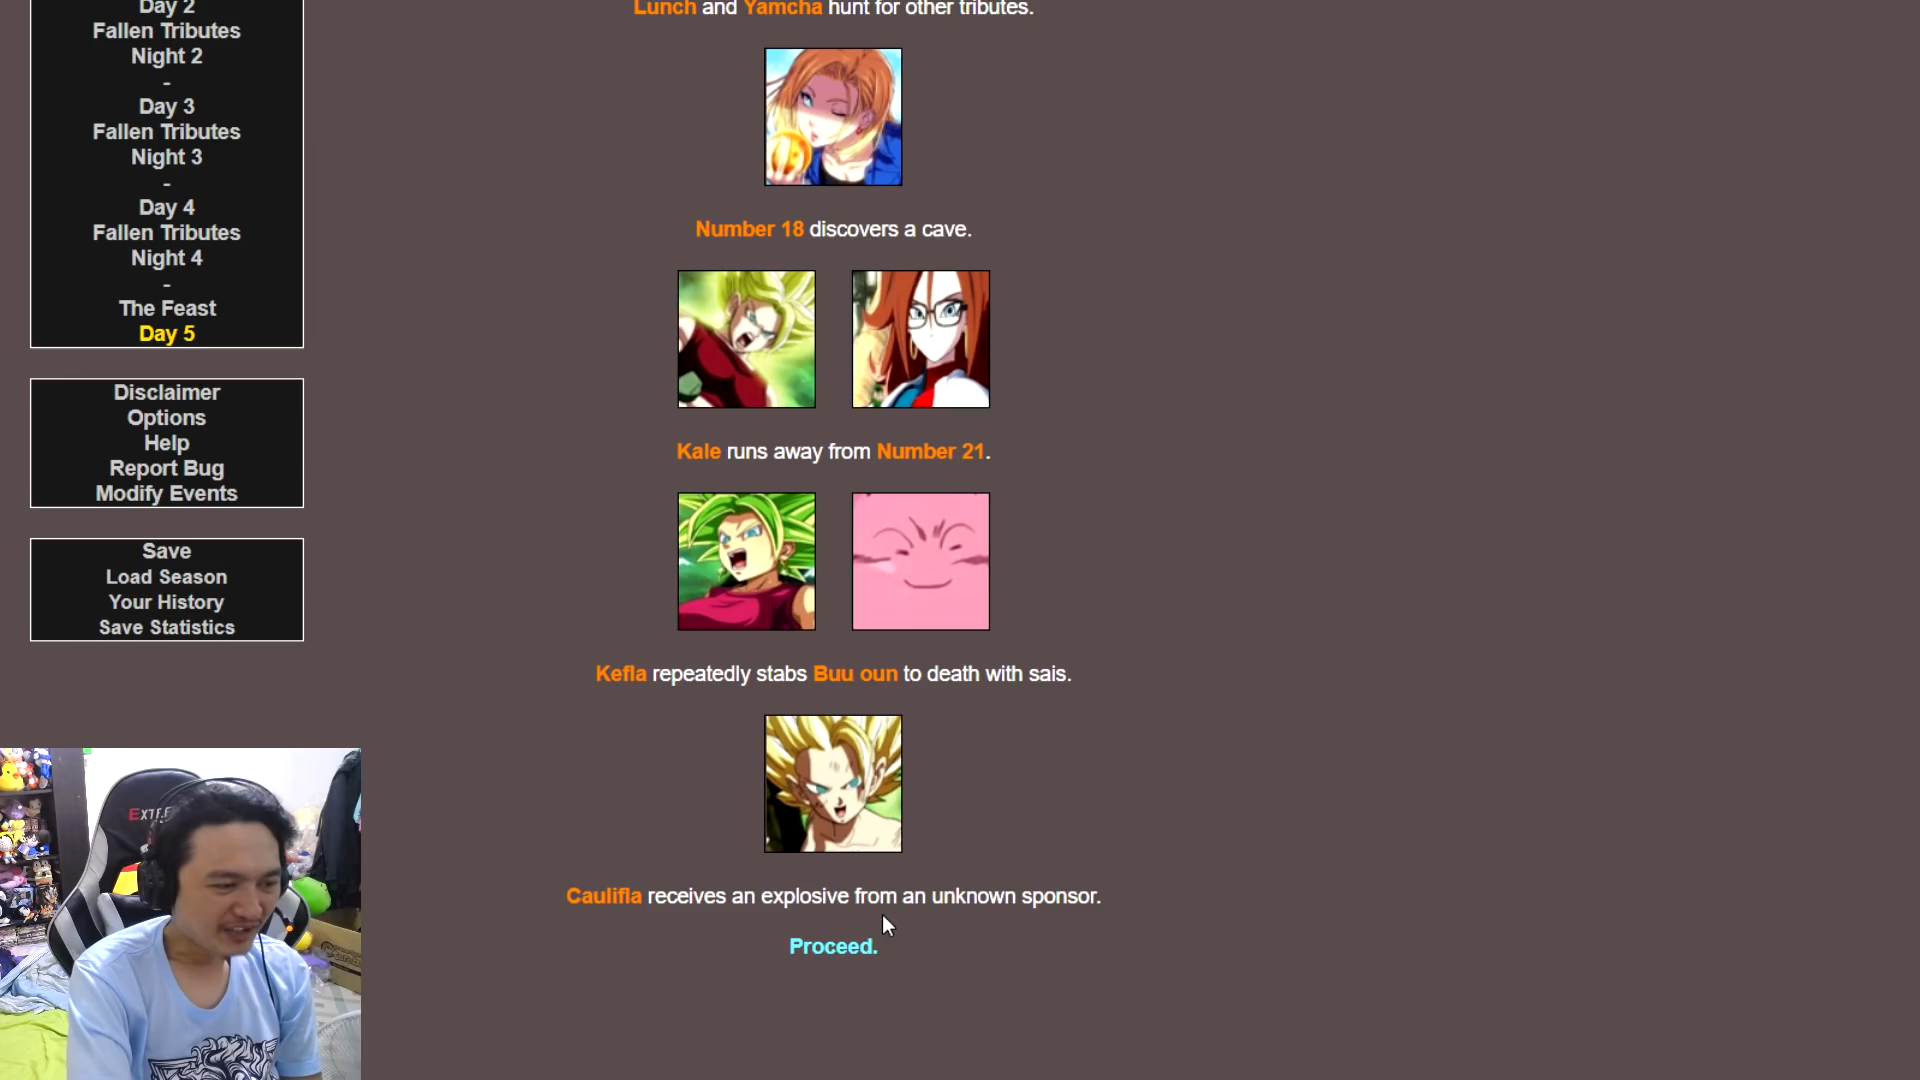 Day 2
Fallen Tributes
Night 2
-
Day 3
Fallen Tributes
Night 3
-
Day 4
Fallen Tributes
Night 4
-
The Feast
Day 5
Disclaimer
Options
Help
Report Bug
Modify Events
Save
Load Season
Your History
Save Statistics
Lunch and Yamcha hunt for other tributes.
Number 18 discovers a cave.
Kale runs away from Number 21.
Kefla repeatedly stabs Buu oun to death with sais.
Caulifla receives an explosive from an unknown sponsor.
Proceed.